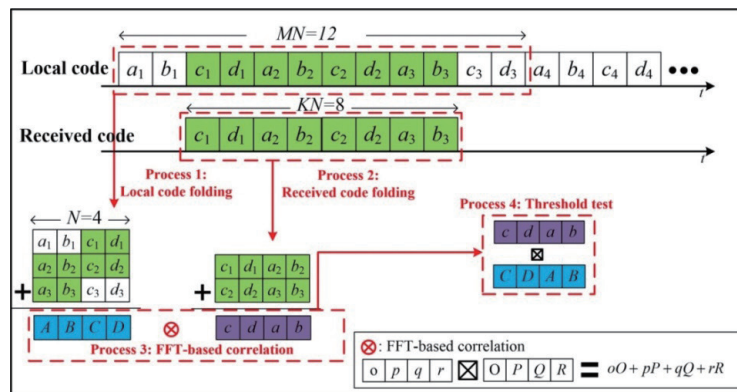 MN=12
Local code a₁ b₁ c₁ d₁ a₂ b₂ c₂ d₂ a₃ b₃ c₃ d₃ a₄ b₄ c₄ d₄ •••
t
KN=8
Received code c₁ d₁ a₂ b₂ c₂ d₂ a₃ b₃
t
Process 1:
Local code folding
Process 2:
Received code folding
N=4
a₁ b₁ c₁ d₁
a₂ b₂ c₂ d₂
+ a₃ b₃ c₃ d₃
A B C D
c₁ d₁ a₂ b₂
+ c₂ d₂ a₃ b₃
⊗ c d a b
Process 3: FFT-based correlation
Process 4: Threshold test
c d a b
⊠
C D A B
⊗: FFT-based correlation
o p q r ⊠ O P Q R = oO + pP + qQ + rR